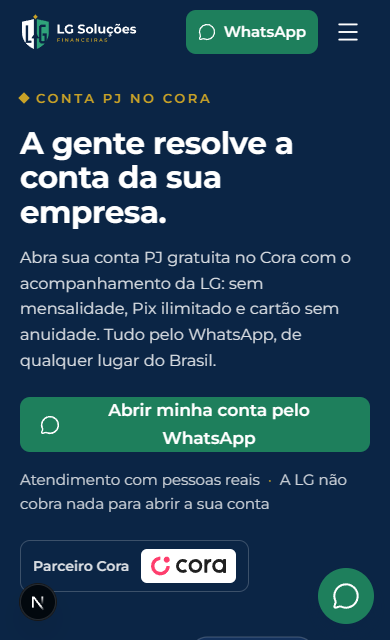 LG Soluções
FINANCEIRAS
WhatsApp
CONTA PJ NO CORA
A gente resolve a
conta da sua
empresa.
Abra sua conta PJ gratuita no Cora com o
acompanhamento da LG: sem
mensalidade, Pix ilimitado e cartão sem
anuidade. Tudo pelo WhatsApp, de
qualquer lugar do Brasil.
Abrir minha conta pelo
WhatsApp
Atendimento com pessoas reais · A LG não
cobra nada para abrir a sua conta
Parceiro Cora cora
N